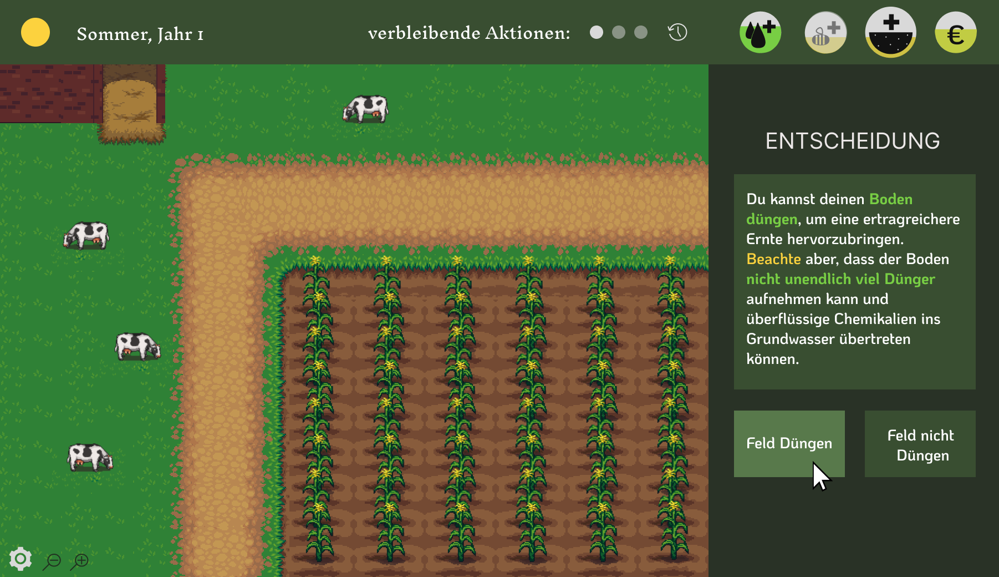 Sommer, Jahr 1
verbleibende Aktionen:
€
ENTSCHEIDUNG
Du kannst deinen Boden
düngen, um eine ertragreichere
Ernte hervorzubringen.
Beachte aber, dass der Boden
nicht unendlich viel Dünger
aufnehmen kann und
überflüssige Chemikalien ins
Grundwasser übertreten
können.
Feld Düngen
Feld nicht
Düngen